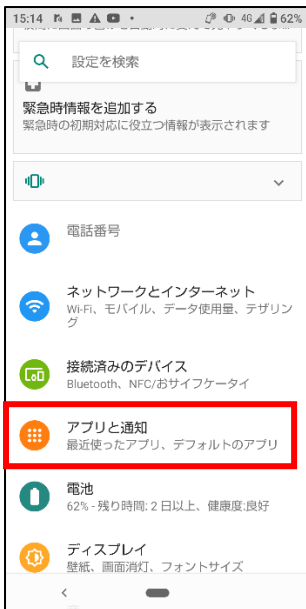 15:14
4G 62%
設定を検索
緊急時情報を追加する
緊急時の初期対応に役立つ情報が表示されます
電話番号
ネットワークとインターネット
Wi-Fi、モバイル、データ使用量、テザリン
グ
接続済みのデバイス
Bluetooth、NFC/おサイフケータイ
アプリと通知
最近使ったアプリ、デフォルトのアプリ
電池
62% - 残り時間: 2 日以上、健康度:良好
ディスプレイ
壁紙、画面消灯、フォントサイズ